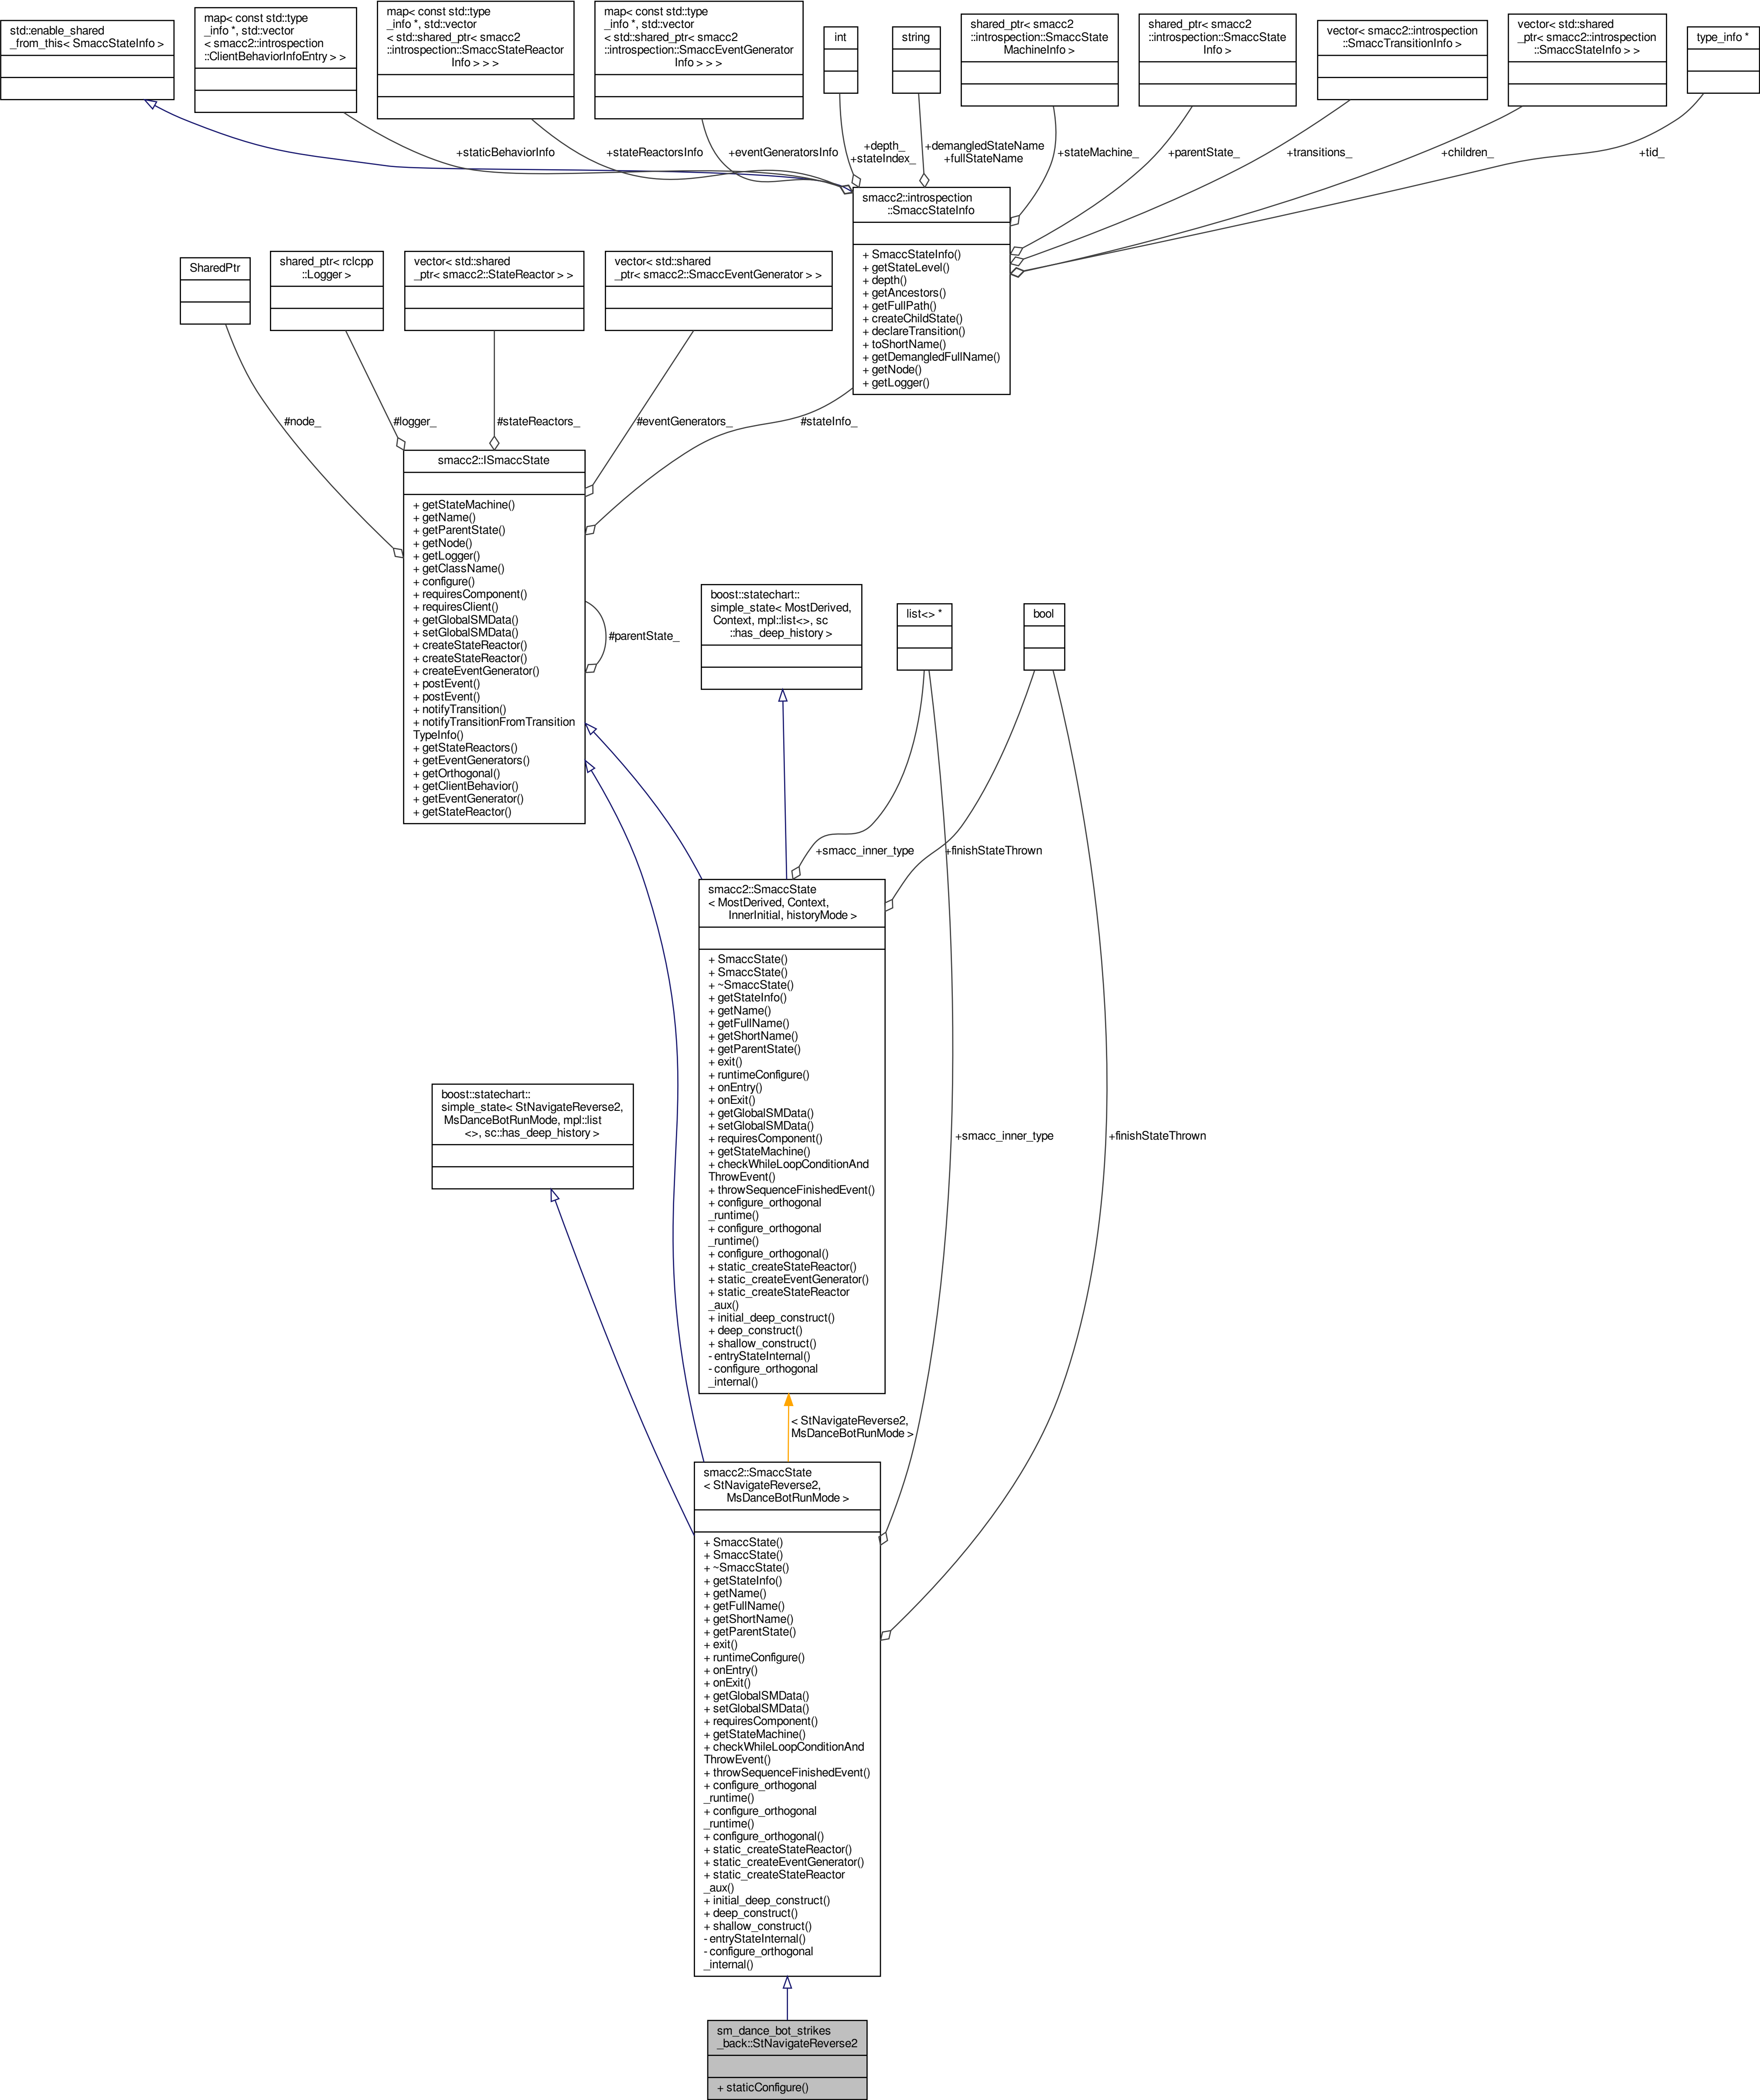 std::enable_shared
_from_this< SmaccStateInfo >
map< const std::type
_info *, std::vector
< smacc2::introspection
::ClientBehaviorInfoEntry > >
map< const std::type
_info *, std::vector
< std::shared_ptr< smacc2
::introspection::SmaccStateReactor
Info > > >
map< const std::type
_info *, std::vector
< std::shared_ptr< smacc2
::introspection::SmaccEventGenerator
Info > > >
int
string
shared_ptr< smacc2
::introspection::SmaccState
MachineInfo >
shared_ptr< smacc2
::introspection::SmaccState
Info >
vector< smacc2::introspection
::SmaccTransitionInfo >
vector< std::shared
_ptr< smacc2::introspection
::SmaccStateInfo > >
type_info *
+staticBehaviorInfo
+stateReactorsInfo
+eventGeneratorsInfo
+depth_
+stateIndex_
+demangledStateName
+fullStateName
+stateMachine_
+parentState_
+transitions_
+children_
+tid_
smacc2::introspection
::SmaccStateInfo
+ SmaccStateInfo()
+ getStateLevel()
+ depth()
+ getAncestors()
+ getFullPath()
+ createChildState()
+ declareTransition()
+ toShortName()
+ getDemangledFullName()
+ getNode()
+ getLogger()
SharedPtr
shared_ptr< rclcpp
::Logger >
vector< std::shared
_ptr< smacc2::StateReactor > >
vector< std::shared
_ptr< smacc2::SmaccEventGenerator > >
#node_
#logger_
#stateReactors_
#eventGenerators_
#stateInfo_
smacc2::ISmaccState
+ getStateMachine()
+ getName()
+ getParentState()
+ getNode()
+ getLogger()
+ getClassName()
+ configure()
+ requiresComponent()
+ requiresClient()
+ getGlobalSMData()
+ setGlobalSMData()
+ createStateReactor()
+ createStateReactor()
+ createEventGenerator()
+ postEvent()
+ postEvent()
+ notifyTransition()
+ notifyTransitionFromTransition
TypeInfo()
+ getStateReactors()
+ getEventGenerators()
+ getOrthogonal()
+ getClientBehavior()
+ getEventGenerator()
+ getStateReactor()
#parentState_
boost::statechart::
simple_state< MostDerived,
Context, mpl::list<>, sc
::has_deep_history >
list<> *
bool
+smacc_inner_type
+finishStateThrown
smacc2::SmaccState
< MostDerived, Context,
InnerInitial, historyMode >
+ SmaccState()
+ SmaccState()
+ ~SmaccState()
+ getStateInfo()
+ getName()
+ getFullName()
+ getShortName()
+ getParentState()
+ exit()
+ runtimeConfigure()
+ onEntry()
+ onExit()
+ getGlobalSMData()
+ setGlobalSMData()
+ requiresComponent()
+ getStateMachine()
+ checkWhileLoopConditionAnd
ThrowEvent()
+ throwSequenceFinishedEvent()
+ configure_orthogonal
_runtime()
+ configure_orthogonal
_runtime()
+ configure_orthogonal()
+ static_createStateReactor()
+ static_createEventGenerator()
+ static_createStateReactor
_aux()
+ initial_deep_construct()
+ deep_construct()
+ shallow_construct()
- entryStateInternal()
- configure_orthogonal
_internal()
boost::statechart::
simple_state< StNavigateReverse2,
MsDanceBotRunMode, mpl::list
<>, sc::has_deep_history >
+smacc_inner_type
+finishStateThrown
< StNavigateReverse2,
MsDanceBotRunMode >
smacc2::SmaccState
< StNavigateReverse2,
MsDanceBotRunMode >
+ SmaccState()
+ SmaccState()
+ ~SmaccState()
+ getStateInfo()
+ getName()
+ getFullName()
+ getShortName()
+ getParentState()
+ exit()
+ runtimeConfigure()
+ onEntry()
+ onExit()
+ getGlobalSMData()
+ setGlobalSMData()
+ requiresComponent()
+ getStateMachine()
+ checkWhileLoopConditionAnd
ThrowEvent()
+ throwSequenceFinishedEvent()
+ configure_orthogonal
_runtime()
+ configure_orthogonal
_runtime()
+ configure_orthogonal()
+ static_createStateReactor()
+ static_createEventGenerator()
+ static_createStateReactor
_aux()
+ initial_deep_construct()
+ deep_construct()
+ shallow_construct()
- entryStateInternal()
- configure_orthogonal
_internal()
sm_dance_bot_strikes
_back::StNavigateReverse2
+ staticConfigure()